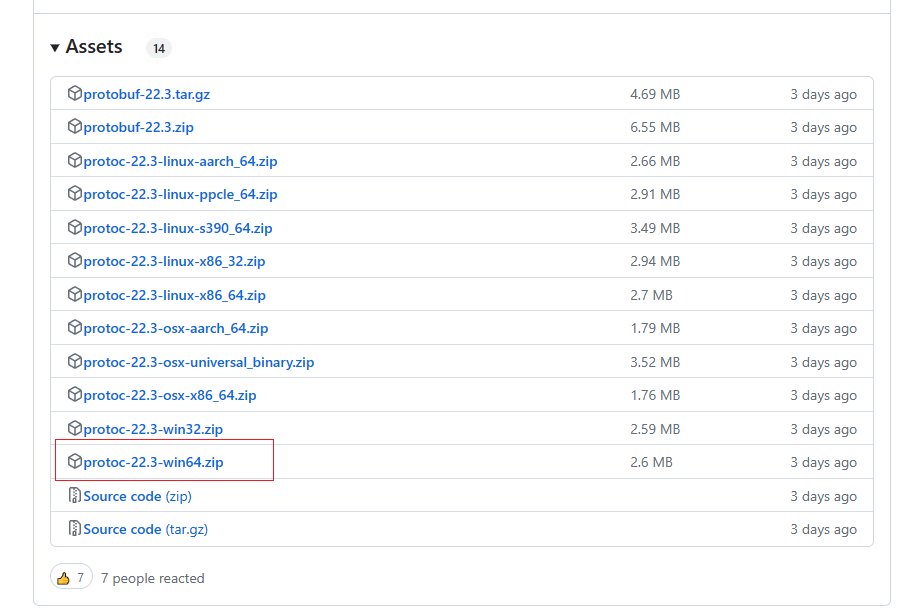 Assets 14
protobuf-22.3.tar.gz 4.69 MB 3 days ago
protobuf-22.3.zip 6.55 MB 3 days ago
protoc-22.3-linux-aarch_64.zip 2.66 MB 3 days ago
protoc-22.3-linux-ppcle_64.zip 2.91 MB 3 days ago
protoc-22.3-linux-s390_64.zip 3.49 MB 3 days ago
protoc-22.3-linux-x86_32.zip 2.94 MB 3 days ago
protoc-22.3-linux-x86_64.zip 2.7 MB 3 days ago
protoc-22.3-osx-aarch_64.zip 1.79 MB 3 days ago
protoc-22.3-osx-universal_binary.zip 3.52 MB 3 days ago
protoc-22.3-osx-x86_64.zip 1.76 MB 3 days ago
protoc-22.3-win32.zip 2.59 MB 3 days ago
protoc-22.3-win64.zip 2.6 MB 3 days ago
Source code (zip) 3 days ago
Source code (tar.gz) 3 days ago
👍 7 7 people reacted